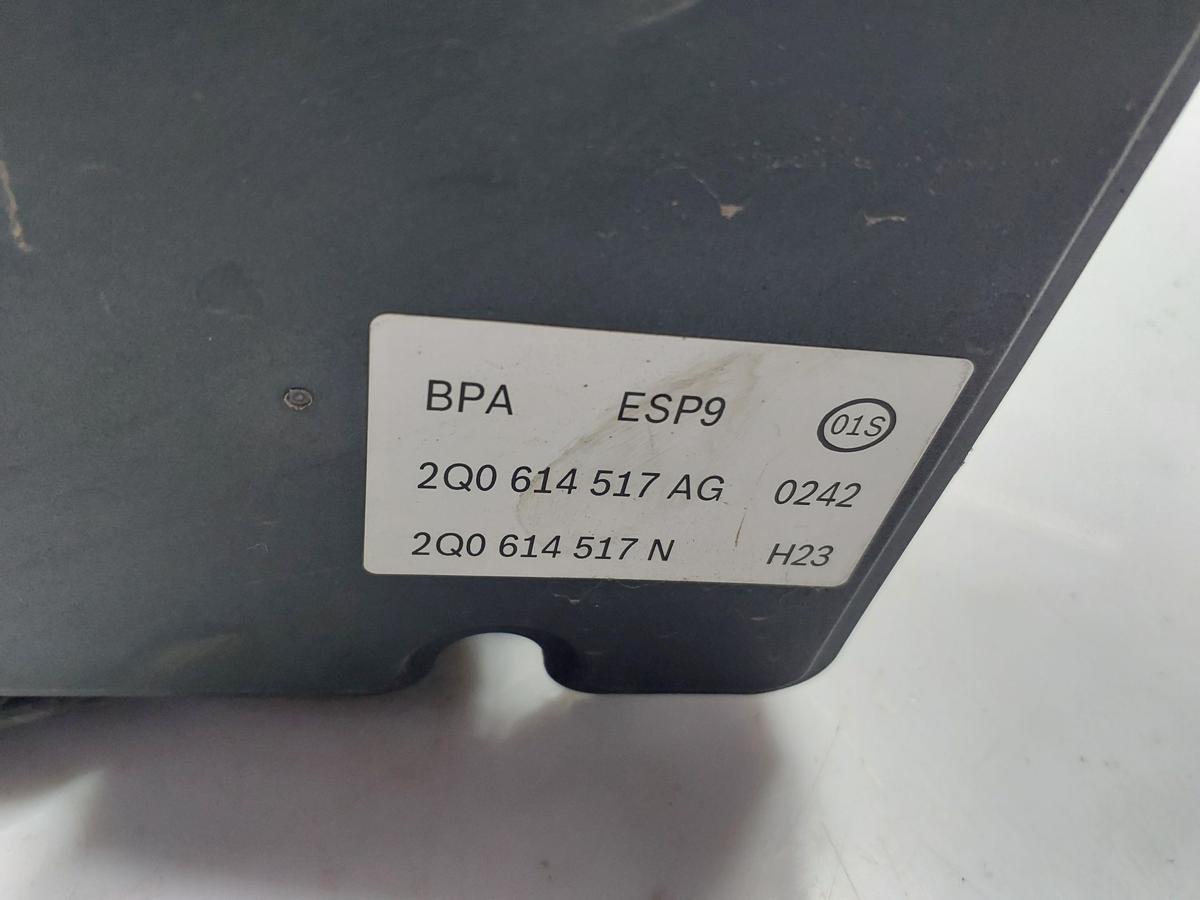 BPA ESP9 01S
2Q0 614 517 AG 0242
2Q0 614 517 N H23